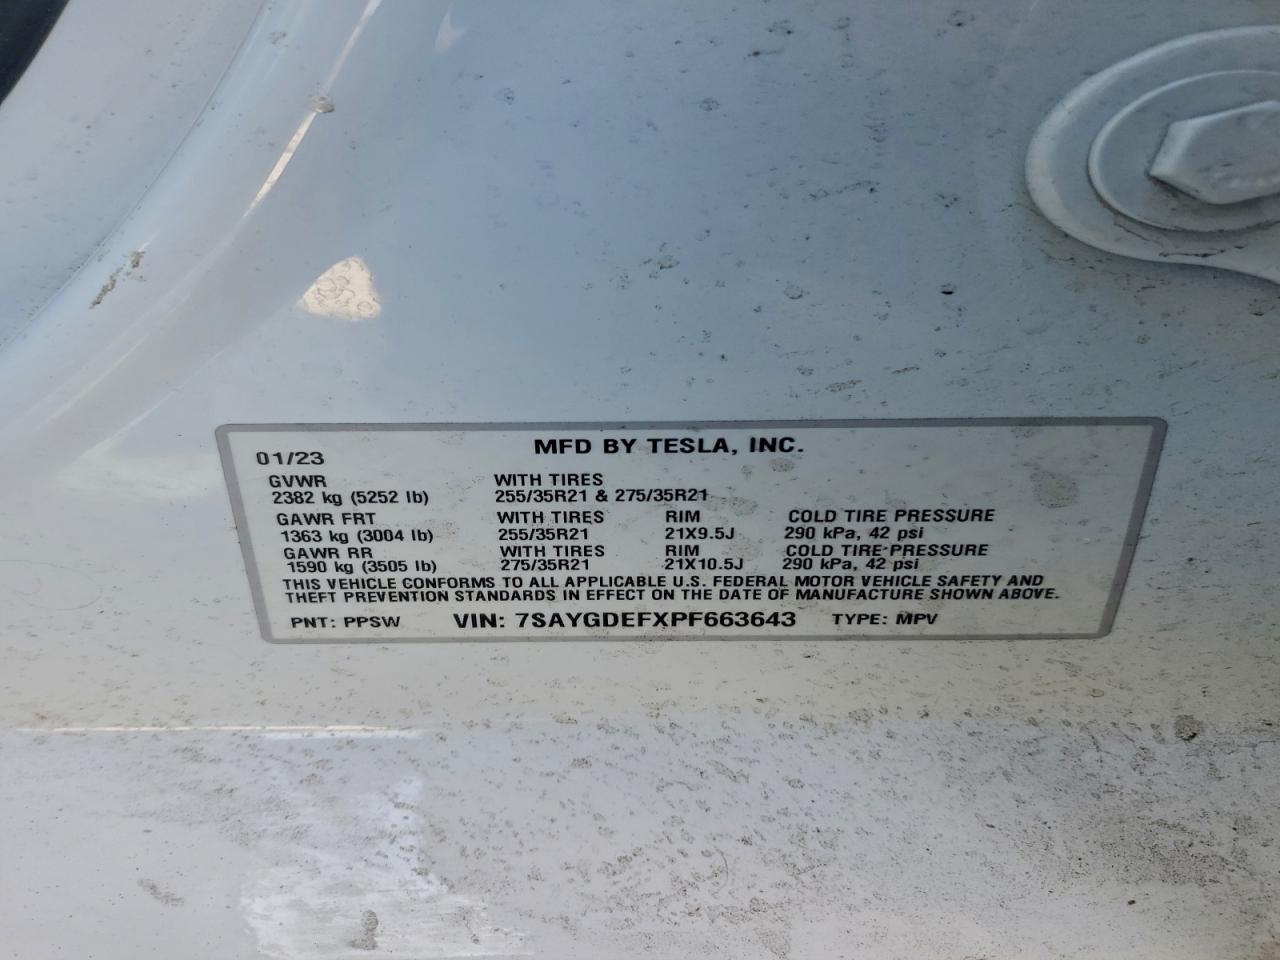 MFD BY TESLA, INC.
01/23
GVWR WITH TIRES
2382 kg (5252 lb) 255/35R21 & 275/35R21
GAWR FRT WITH TIRES RIM COLD TIRE PRESSURE
1363 kg (3004 lb) 255/35R21 21X9.5J 290 kPa, 42 psi
GAWR RR WITH TIRES RIM COLD TIRE PRESSURE
1590 kg (3505 lb) 275/35R21 21X10.5J 290 kPa, 42 psi
THIS VEHICLE CONFORMS TO ALL APPLICABLE U.S. FEDERAL MOTOR VEHICLE SAFETY AND
THEFT PREVENTION STANDARDS IN EFFECT ON THE DATE OF MANUFACTURE SHOWN ABOVE.
PNT: PPSW VIN: 7SAYGDEFXPF663643 TYPE: MPV